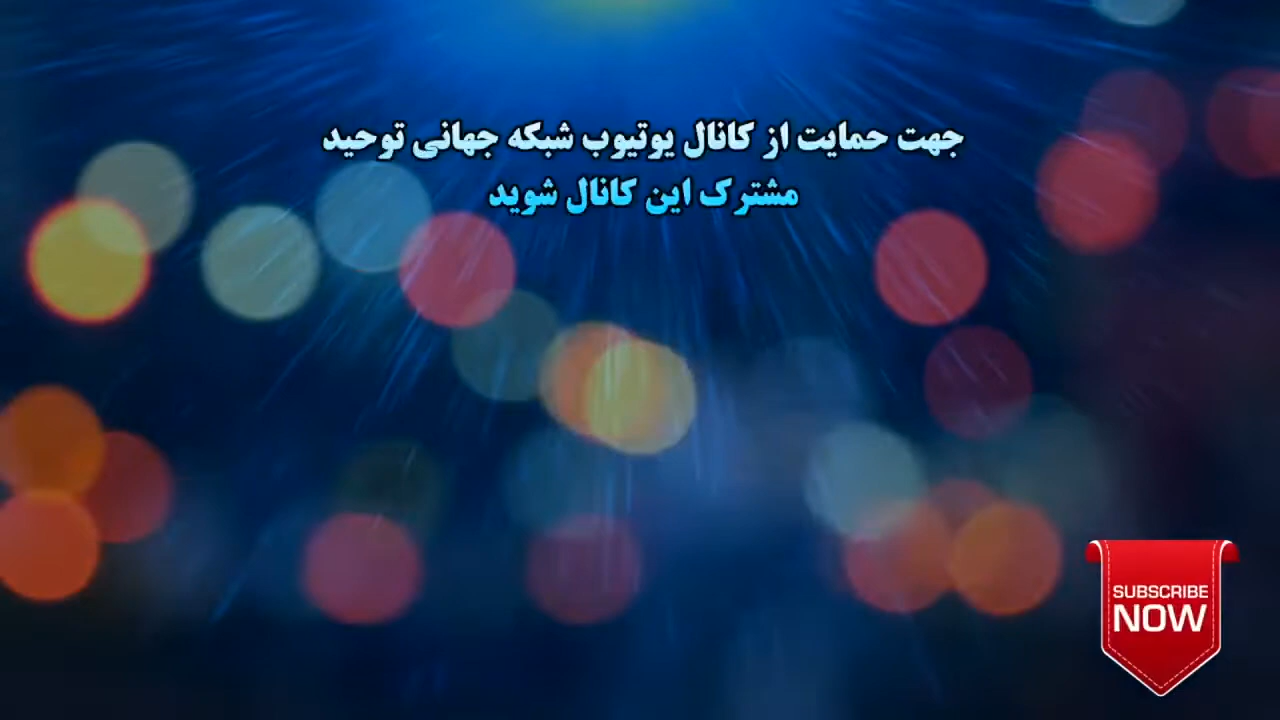 جهت حمایت از کانال یوتیوب شبکه جهانی توحید
مشترک این کانال شوید
SUBSCRIBE
NOW